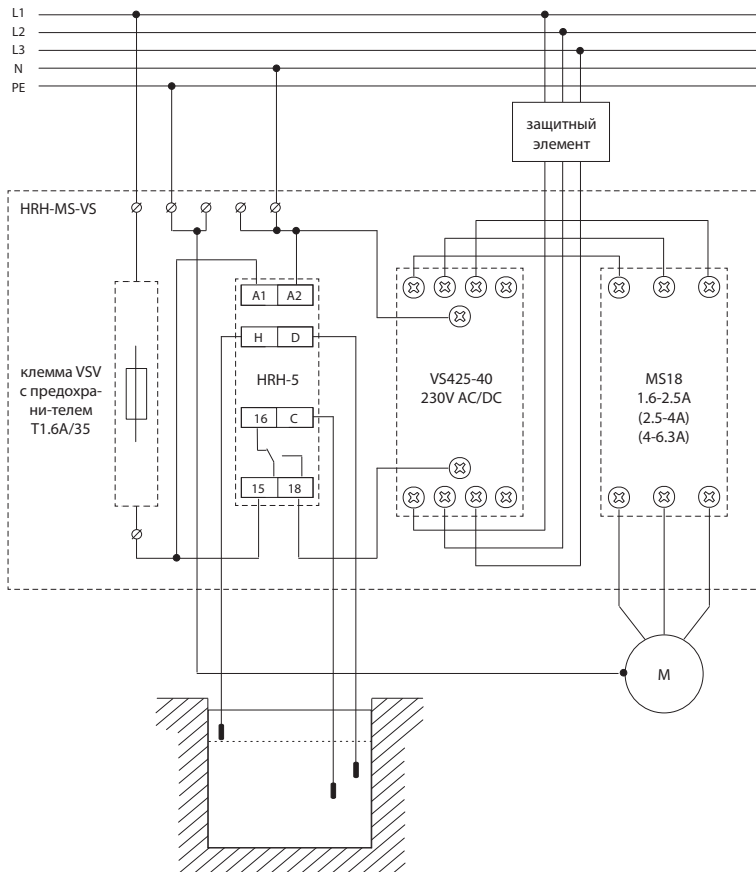 L1
L2
L3
N
PE
защитный
элемент
HRH-MS-VS
A1 A2
H D
HRH-5
16 C
15 18
клемма VSV
с предохра-
ни-телем
T1.6A/35
VS425-40
230V AC/DC
MS18
1.6-2.5A
(2.5-4A)
(4-6.3A)
M